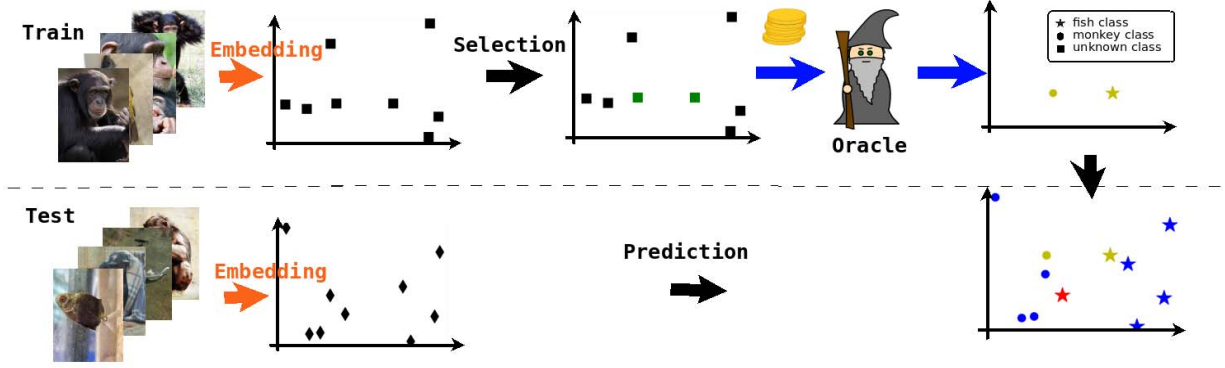 Train
Embedding
Selection
Oracle
fish class
monkey class
unknown class
Test
Embedding
Prediction